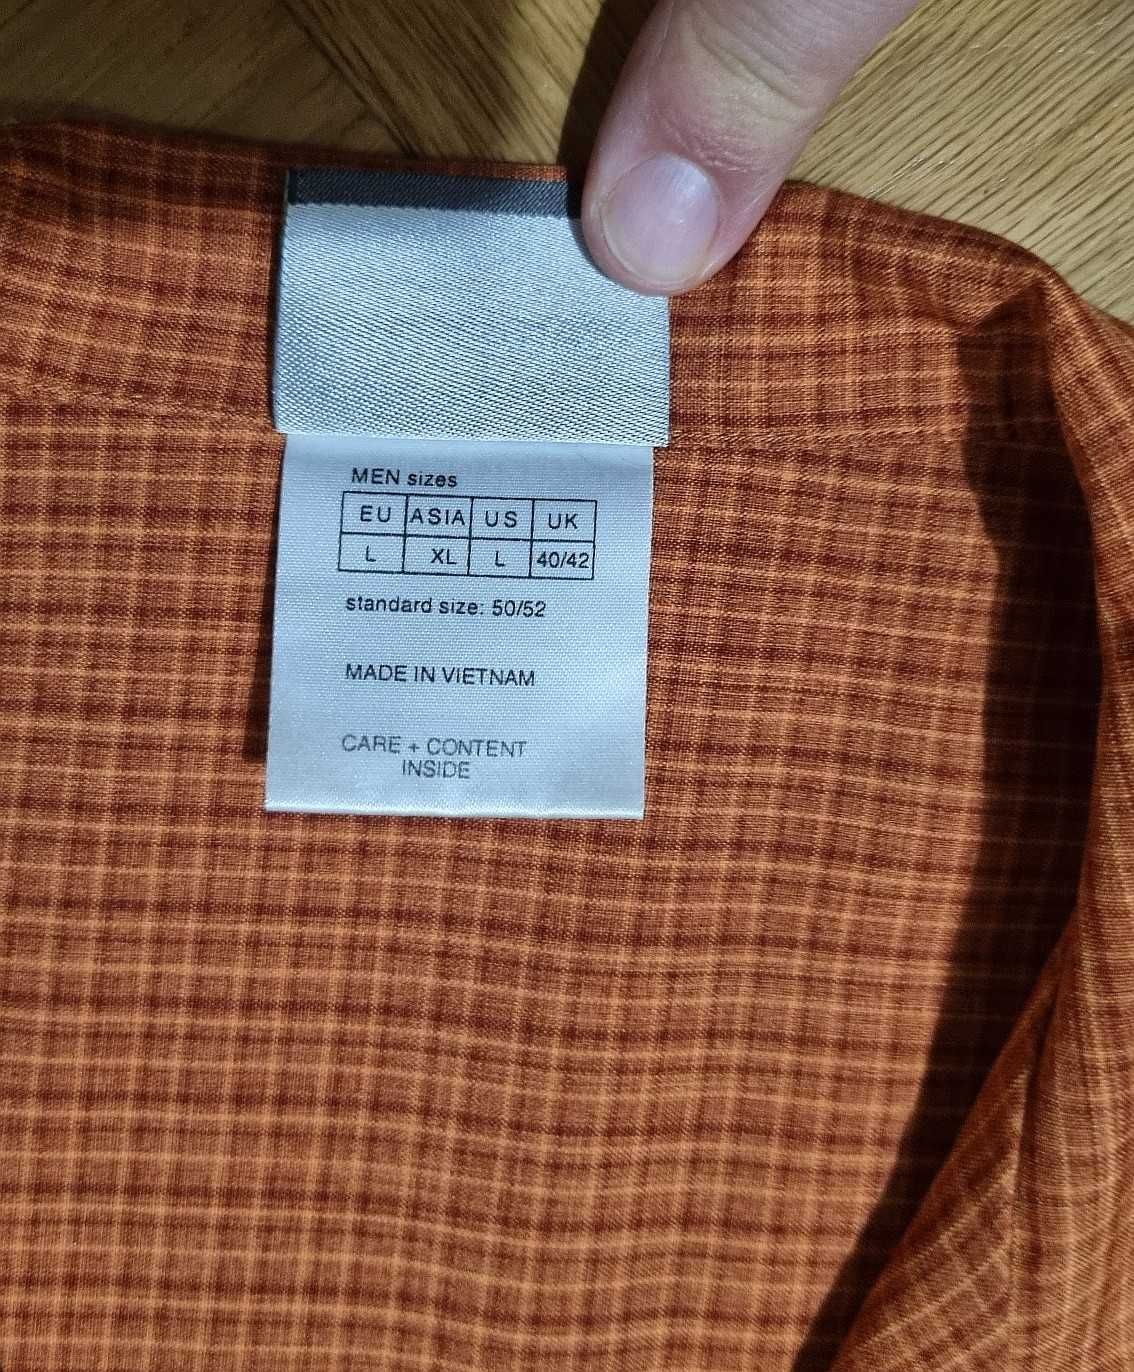 MEN sizes
EU ASIA US UK
L XL L 40/42
standard size: 50/52
MADE IN VIETNAM
CARE + CONTENT
INSIDE